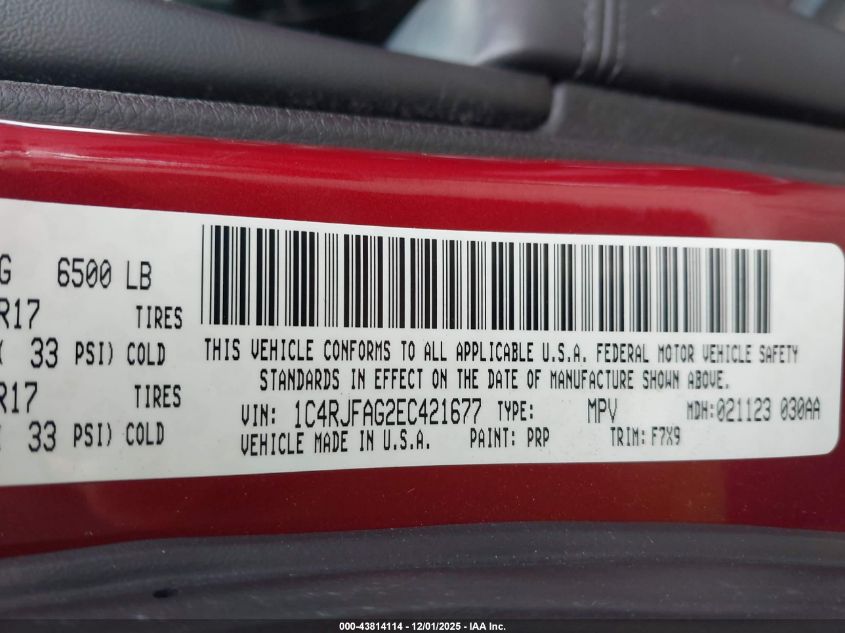 G 6500 LB
R17 TIRES
( 33 PSI) COLD
R17 TIRES
( 33 PSI) COLD
THIS VEHICLE CONFORMS TO ALL APPLICABLE U.S.A. FEDERAL MOTOR VEHICLE SAFETY
STANDARDS IN EFFECT ON THE DATE OF MANUFACTURE SHOWN ABOVE.
VIN: 1C4RJFAG2EC421677 TYPE: MPV MDH:021123 030AA
VEHICLE MADE IN U.S.A. PAINT: PRP TRIM: F7X9
000-43814114 | 12/01/2025 - IAA Inc.